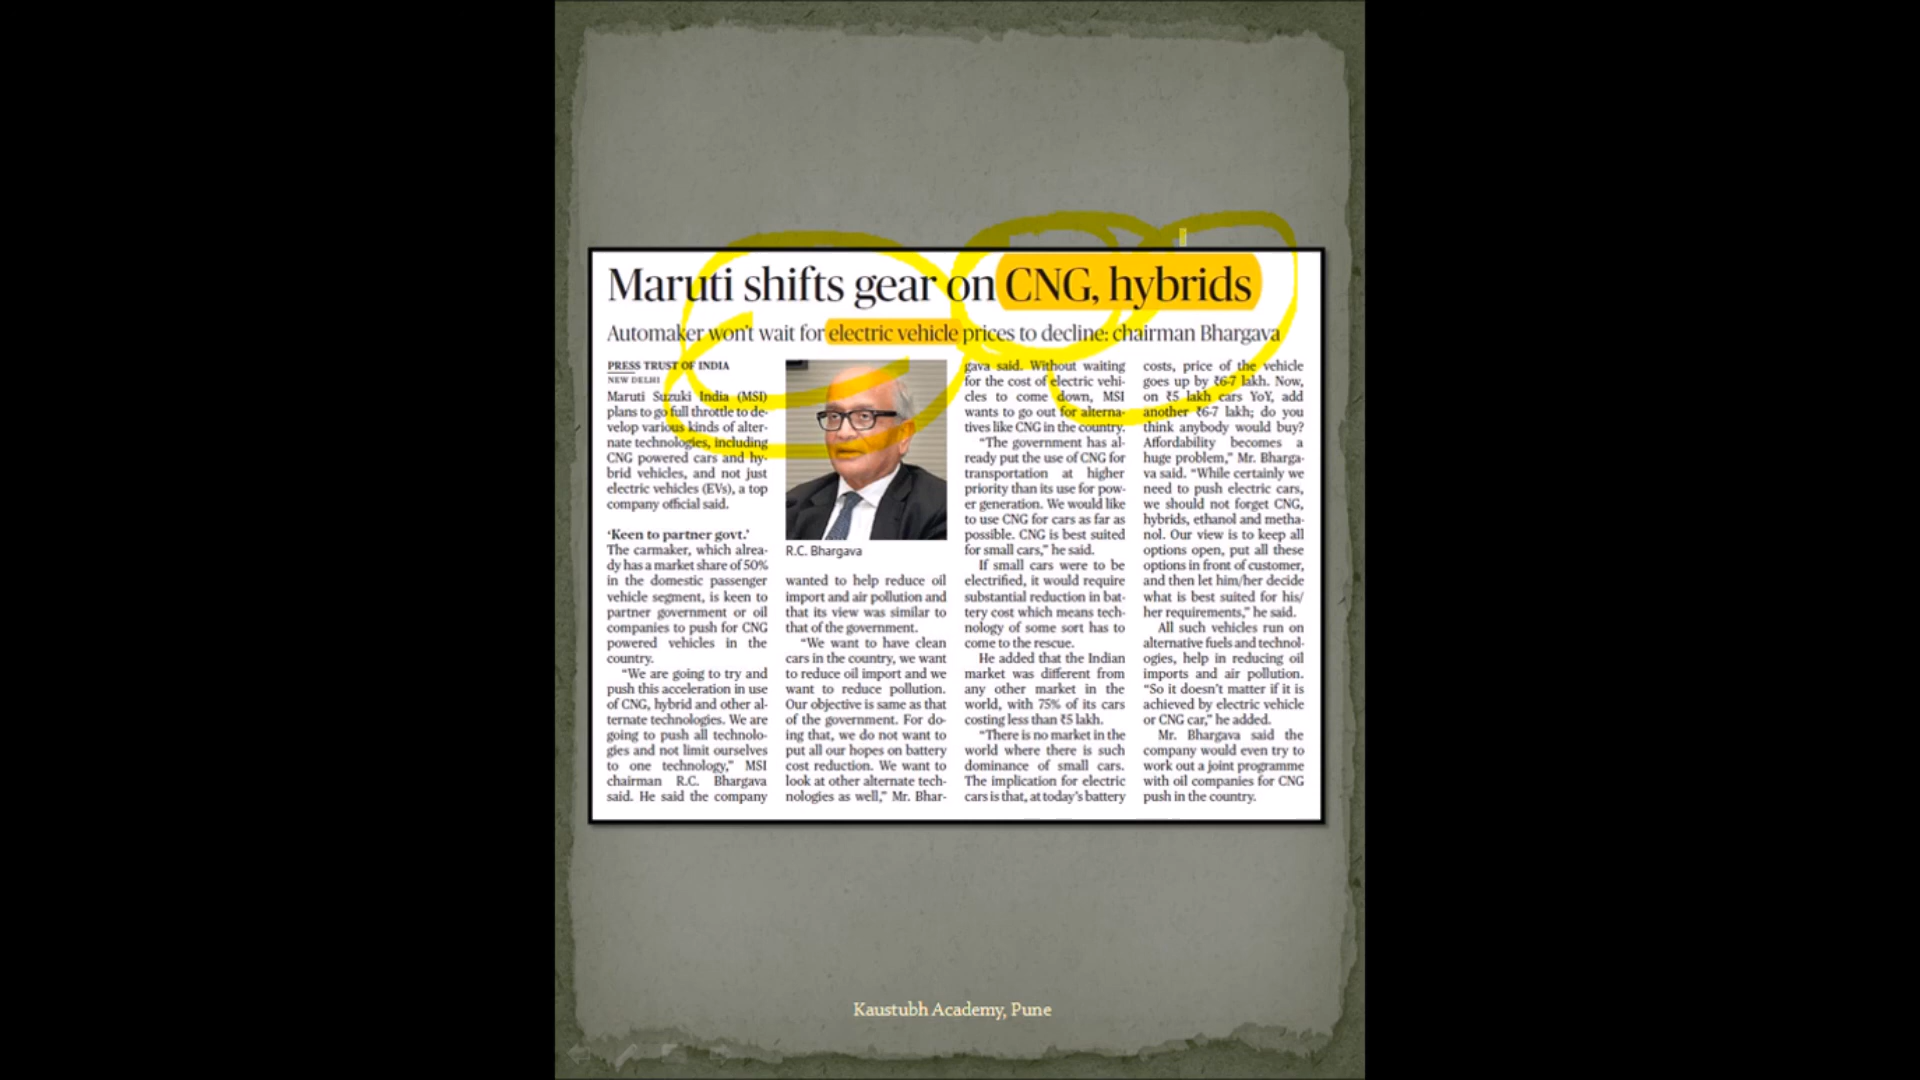 Maruti shifts gear on CNG, hybrids
Automaker won't wait for electric vehicle prices to decline: chairman Bhargava
PRESS TRUST OF INDIA
NEW DELHI
Maruti Suzuki India (MSI)
plans to go full throttle to de-
velop various kinds of alter-
nate technologies, including
CNG powered cars and hy-
brid vehicles, and not just
electric vehicles (EVs), a top
company official said.
‘Keen to partner govt.’
The carmaker, which alrea-
dy has a market share of 50%
in the domestic passenger
vehicle segment, is keen to
partner government or oil
companies to push for CNG
powered vehicles in the
country.
“We are going to try and
push this acceleration in use
of CNG, hybrid and other al-
ternate technologies. We are
going to push all technolo-
gies and not limit ourselves
to one technology,” MSI
chairman R.C. Bhargava
said. He said the company
R.C. Bhargava
wanted to help reduce oil
import and air pollution and
that its view was similar to
that of the government.
“We want to have clean
cars in the country, we want
to reduce oil import and we
want to reduce pollution.
Our objective is same as that
of the government. For do-
ing that, we do not want to
put all our hopes on battery
cost reduction. We want to
look at other alternate tech-
nologies as well,” Mr. Bhar-
gava said. Without waiting
for the cost of electric vehi-
cles to come down, MSI
wants to go out for alterna-
tives like CNG in the country.
“The government has al-
ready put the use of CNG for
transportation at higher
priority than its use for pow-
er generation. We would like
to use CNG for cars as far as
possible. CNG is best suited
for small cars,” he said.
If small cars were to be
electrified, it would require
substantial reduction in bat-
tery cost which means tech-
nology of some sort has to
come to the rescue.
He added that the Indian
market was different from
any other market in the
world, with 75% of its cars
costing less than ₹5 lakh.
“There is no market in the
world where there is such
dominance of small cars.
The implication for electric
cars is that, at today’s battery
costs, price of the vehicle
goes up by ₹6-7 lakh. Now,
on ₹5 lakh cars YoY, add
another ₹6-7 lakh; do you
think anybody would buy?
Affordability becomes a
huge problem,” Mr. Bharga-
va said. “While certainly we
need to push electric cars,
we should not forget CNG,
hybrids, ethanol and metha-
nol. Our view is to keep all
options open, put all these
options in front of customer,
and then let him/her decide
what is best suited for his/
her requirements,” he said.
All such vehicles run on
alternative fuels and technol-
ogies, help in reducing oil
imports and air pollution.
“So it doesn’t matter if it is
achieved by electric vehicle
or CNG car,” he added.
Mr. Bhargava said the
company would even try to
work out a joint programme
with oil companies for CNG
push in the country.
Kaustubh Academy, Pune